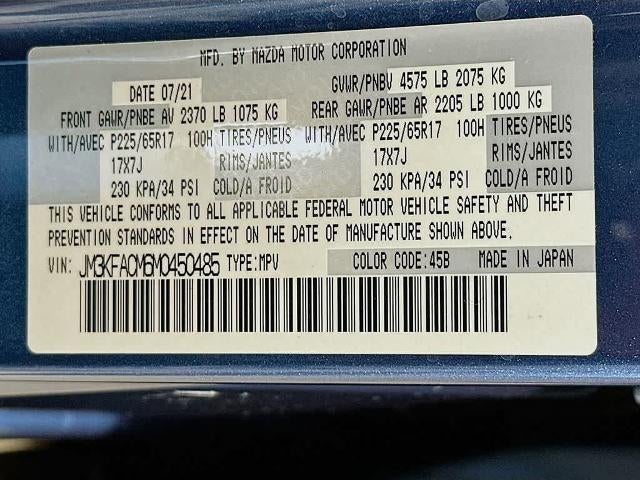 MFD. BY MAZDA MOTOR CORPORATION
DATE 07/21 GVWR/PNBV 4575 LB 2075 KG
FRONT GAWR/PNBE AV 2370 LB 1075 KG REAR GAWR/PNBE AR 2205 LB 1000 KG
WITH/AVEC P225/65R17 100H TIRES/PNEUS WITH/AVEC P225/65R17 100H TIRES/PNEUS
17X7J RIMS/JANTES 17X7J RIMS/JANTES
230 KPA/34 PSI COLD/A FROID 230 KPA/34 PSI COLD/A FROID
THIS VEHICLE CONFORMS TO ALL APPLICABLE FEDERAL MOTOR VEHICLE SAFETY AND THEFT
PREVENTION STANDARDS IN EFFECT ON THE DATE OF MANUFACTURE SHOWN ABOVE.
VIN: JM3KFACM6M0450485 TYPE:MPV COLOR CODE:45B MADE IN JAPAN